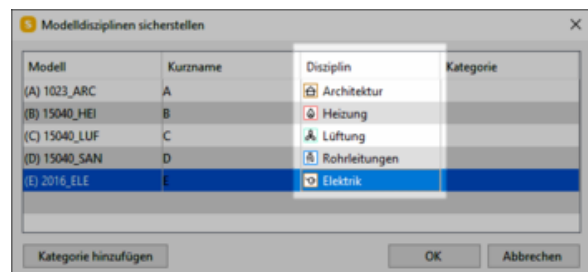 S Modelldisziplinen sicherstellen
Modell Kurzname Disziplin Kategorie
(A) 1023_ARC A Architektur
(B) 15040_HEI B Heizung
(C) 15040_LUF C Lüftung
(D) 15040_SAN D Rohrleitungen
(E) 2016_ELE E Elektrik
Kategorie hinzufügen OK Abbrechen